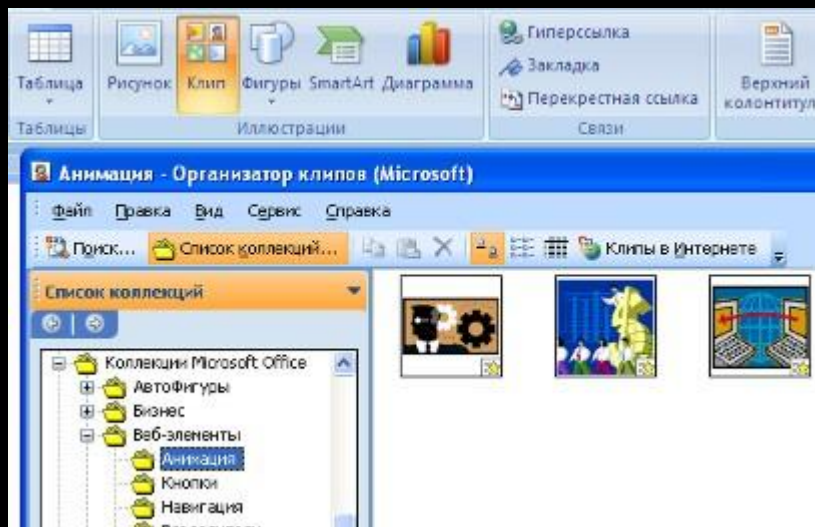 Таблица
Рисунок
Клип
Фигуры
SmartArt
Диаграмма
Гиперссылка
Закладка
Перекрестная ссылка
Верхний
колонтитул
Таблицы
Иллюстрации
Связи
Анимация - Организатор клипов (Microsoft)
Файл Правка Вид Сервис Справка
Поиск... Список коллекций... Клипы в Интернете
Список коллекций
Коллекции Microsoft Office
АвтоФигуры
Бизнес
Веб-элементы
Анимация
Кнопки
Навигация